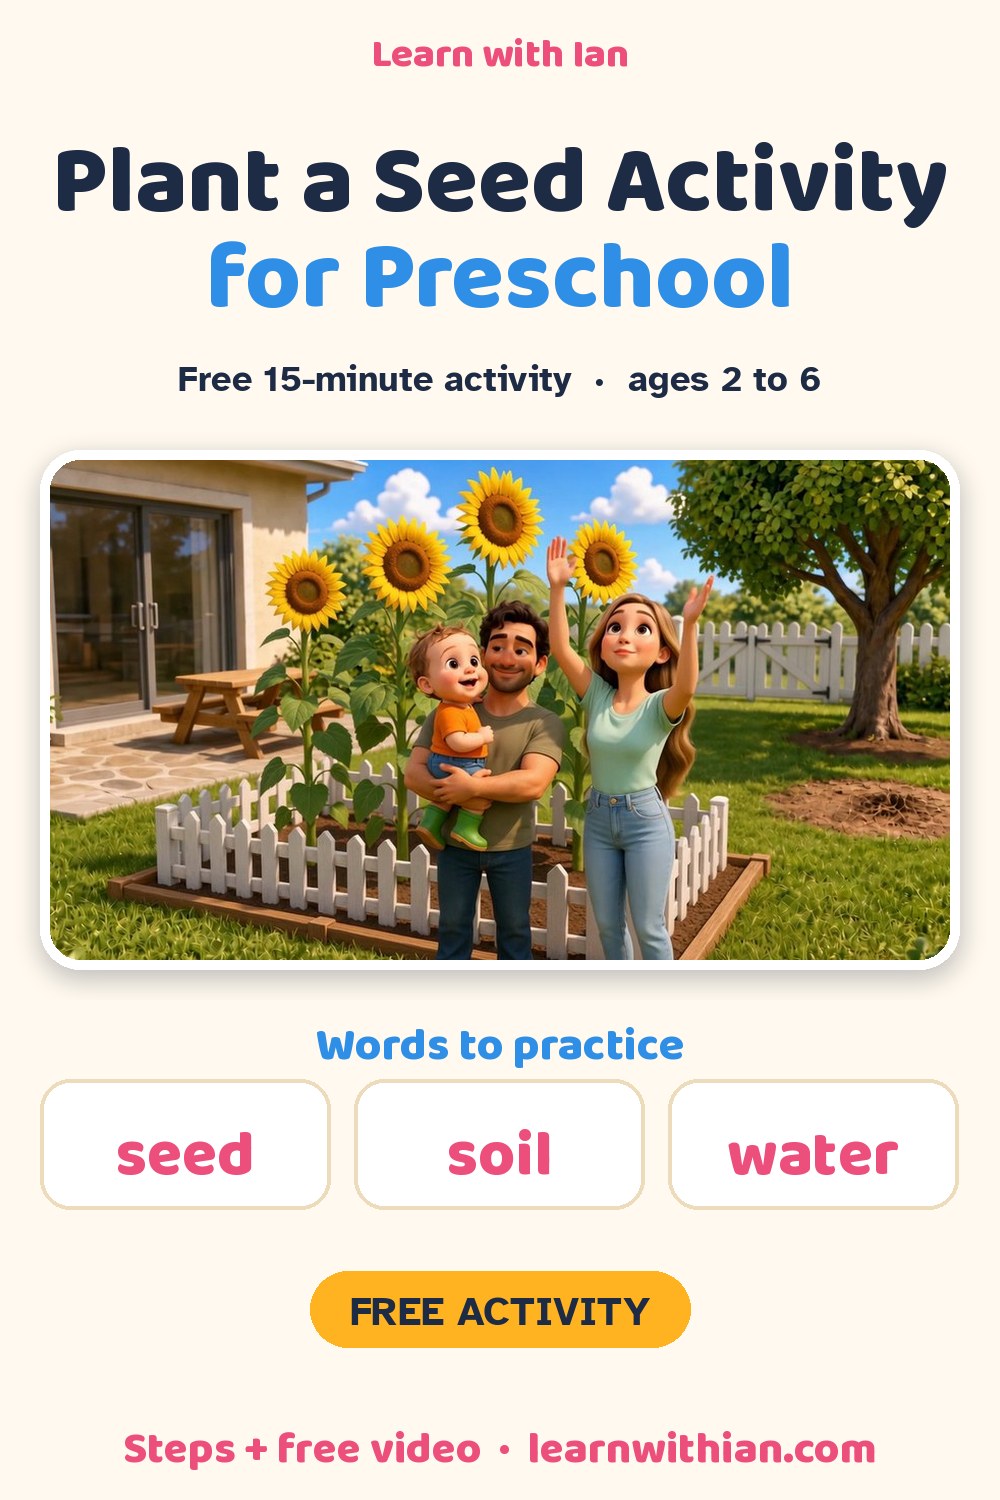 Learn with Ian
Plant a Seed Activity
for Preschool
Free 15-minute activity • ages 2 to 6
Words to practice
seed
soil
water
FREE ACTIVITY
Steps + free video • learnwithian.com